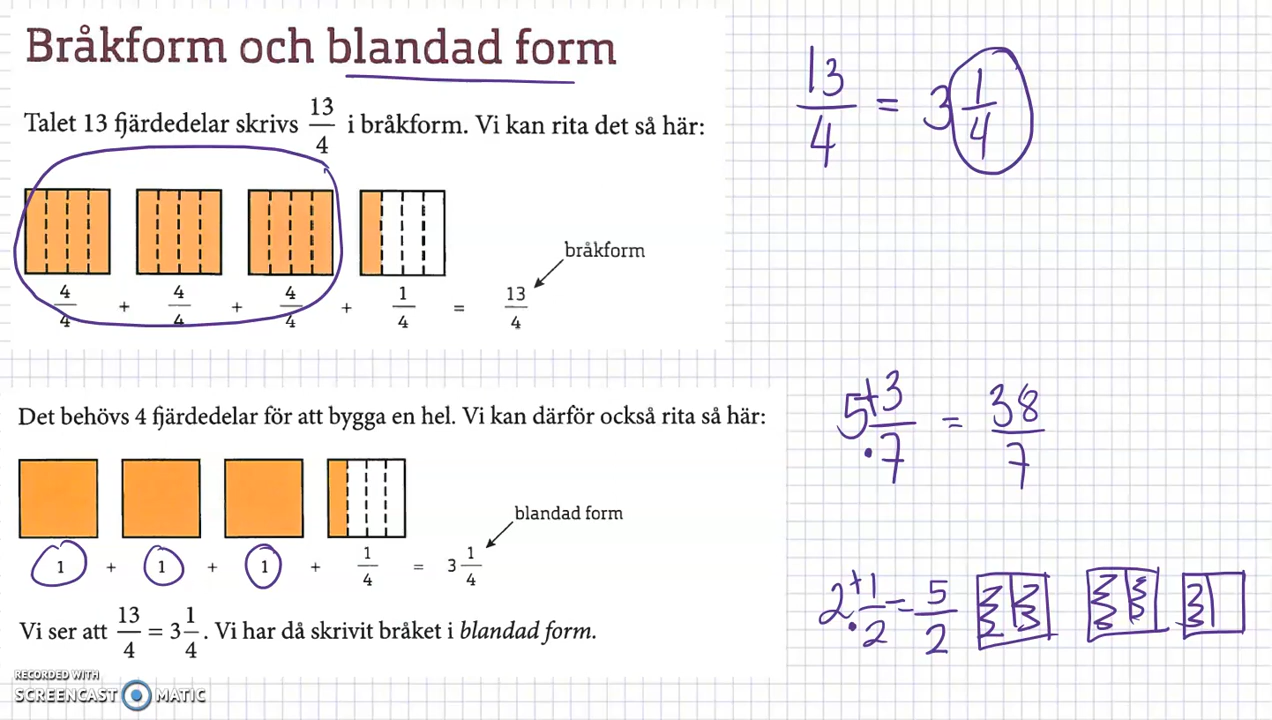 Bråkform och blandad form
Talet 13 fjärdedelar skrivs 13/4 i bråkform. Vi kan rita det så här:
bråkform
4/4 + 4/4 + 4/4 + 1/4 = 13/4
Det behövs 4 fjärdedelar för att bygga en hel. Vi kan därför också rita så här:
blandad form
1 + 1 + 1 + 1/4 = 3 1/4
Vi ser att 13/4 = 3 1/4. Vi har då skrivit bråket i blandad form.
RECORDED WITH
SCREENCAST MATIC
13/4 = 3 1/4
5 +3/·7 = 38/7
2 +1/·2 = 5/2